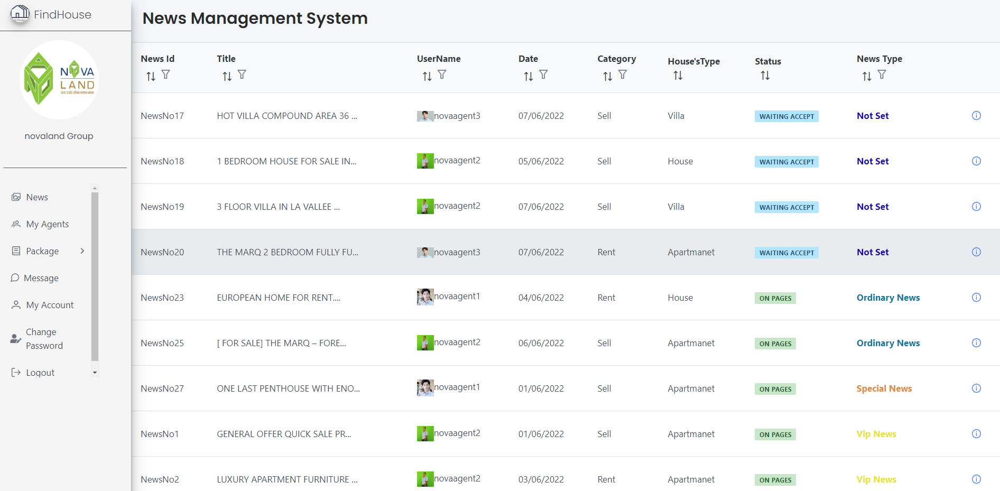 FindHouse
NOVA
LAND
novaland Group
News
My Agents
Package
Message
My Account
Change
Password
Logout
News Management System
News Id Title UserName Date Category House'sType Status News Type
NewsNo17 HOT VILLA COMPOUND AREA 36 ... novaagent3 07/06/2022 Sell Villa WAITING ACCEPT Not Set
NewsNo18 1 BEDROOM HOUSE FOR SALE IN... novaagent2 05/06/2022 Sell House WAITING ACCEPT Not Set
NewsNo19 3 FLOOR VILLA IN LA VALLEE ... novaagent2 07/06/2022 Sell Villa WAITING ACCEPT Not Set
NewsNo20 THE MARQ 2 BEDROOM FULLY FU... novaagent3 07/06/2022 Rent Apartmanet WAITING ACCEPT Not Set
NewsNo23 EUROPEAN HOME FOR RENT.... novaagent1 04/06/2022 Rent House ON PAGES Ordinary News
NewsNo25 [ FOR SALE] THE MARQ – FORE... novaagent2 06/06/2022 Sell Apartmanet ON PAGES Ordinary News
NewsNo27 ONE LAST PENTHOUSE WITH ENO... novaagent1 01/06/2022 Sell Apartmanet ON PAGES Special News
NewsNo1 GENERAL OFFER QUICK SALE PR... novaagent2 01/06/2022 Sell Apartmanet ON PAGES Vip News
NewsNo2 LUXURY APARTMENT FURNITURE ... novaagent2 03/06/2022 Rent Apartmanet ON PAGES Vip News